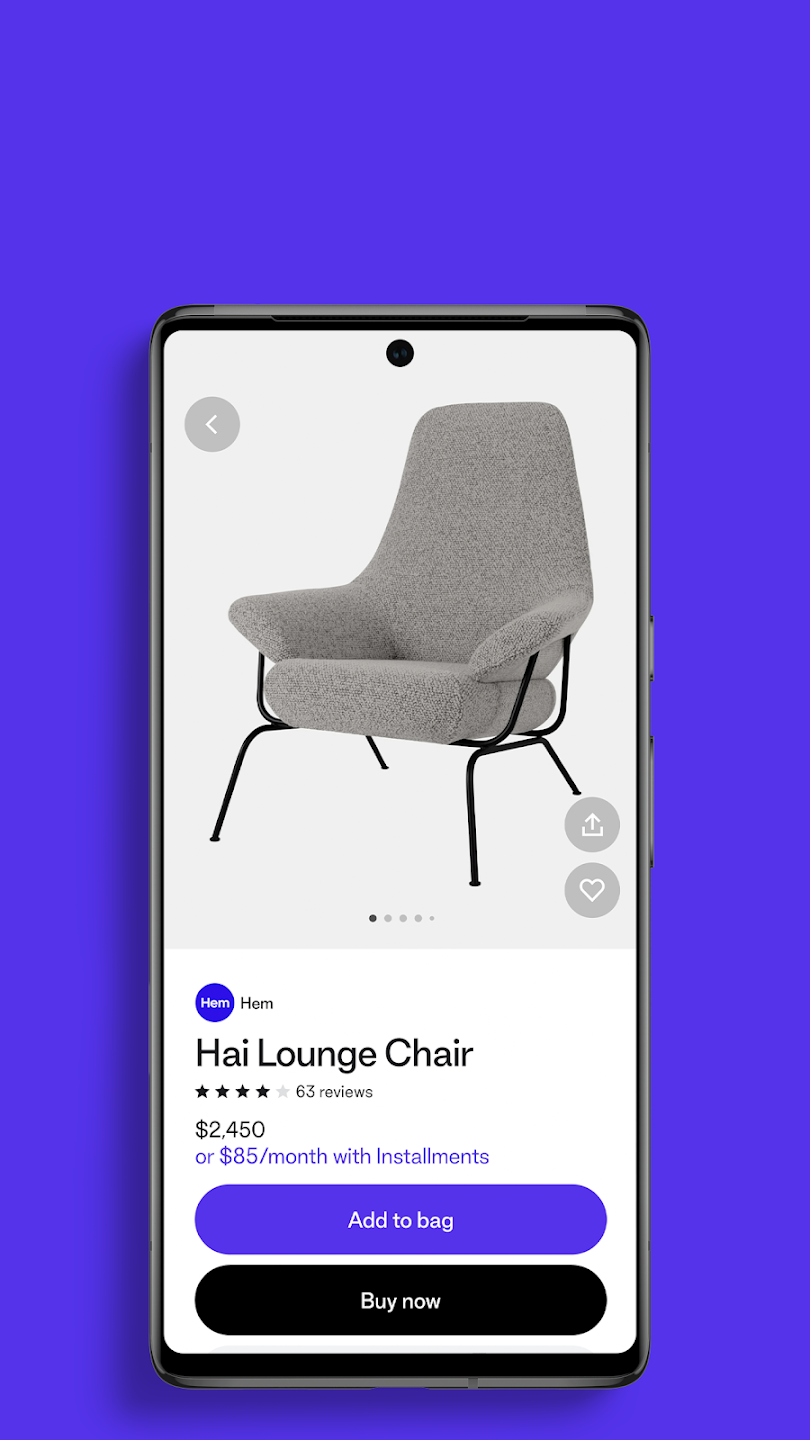 Hem Hem
Hai Lounge Chair
63 reviews
$2,450
or $85/month with Installments
Add to bag
Buy now